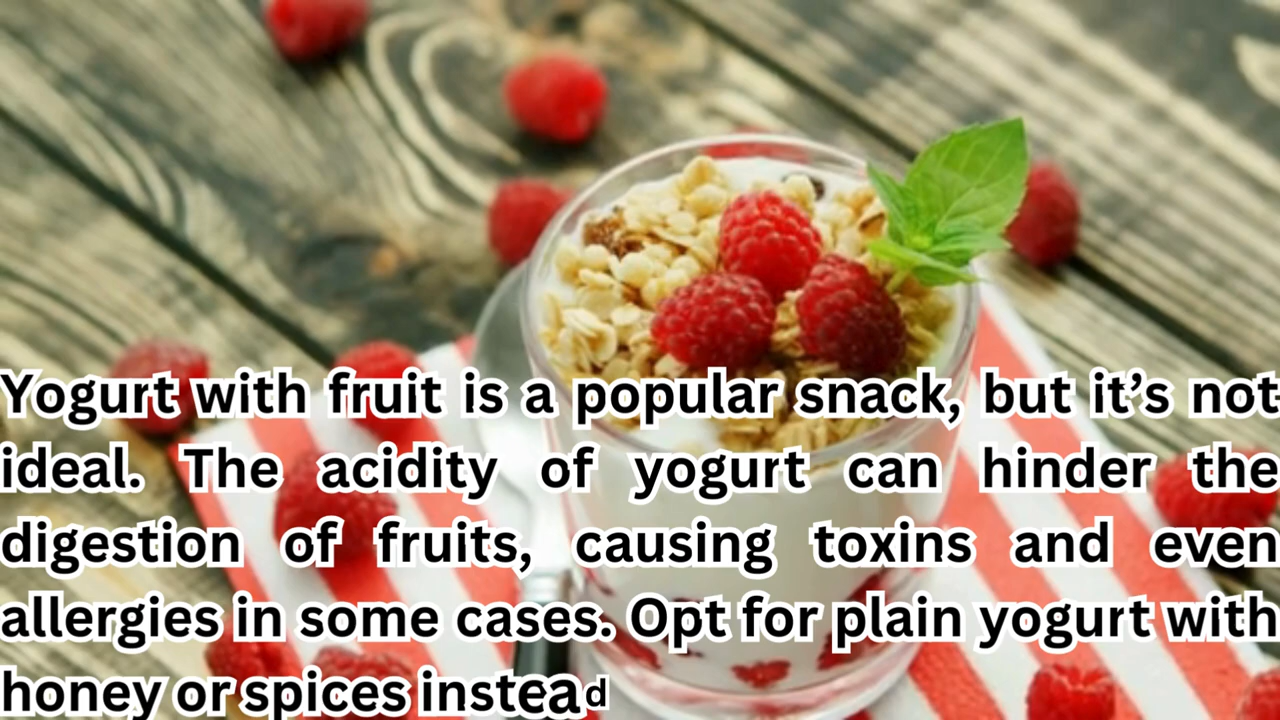 Yogurt with fruit is a popular snack, but it’s not
ideal. The acidity of yogurt can hinder the
digestion of fruits, causing toxins and even
allergies in some cases. Opt for plain yogurt with
honey or spices instead